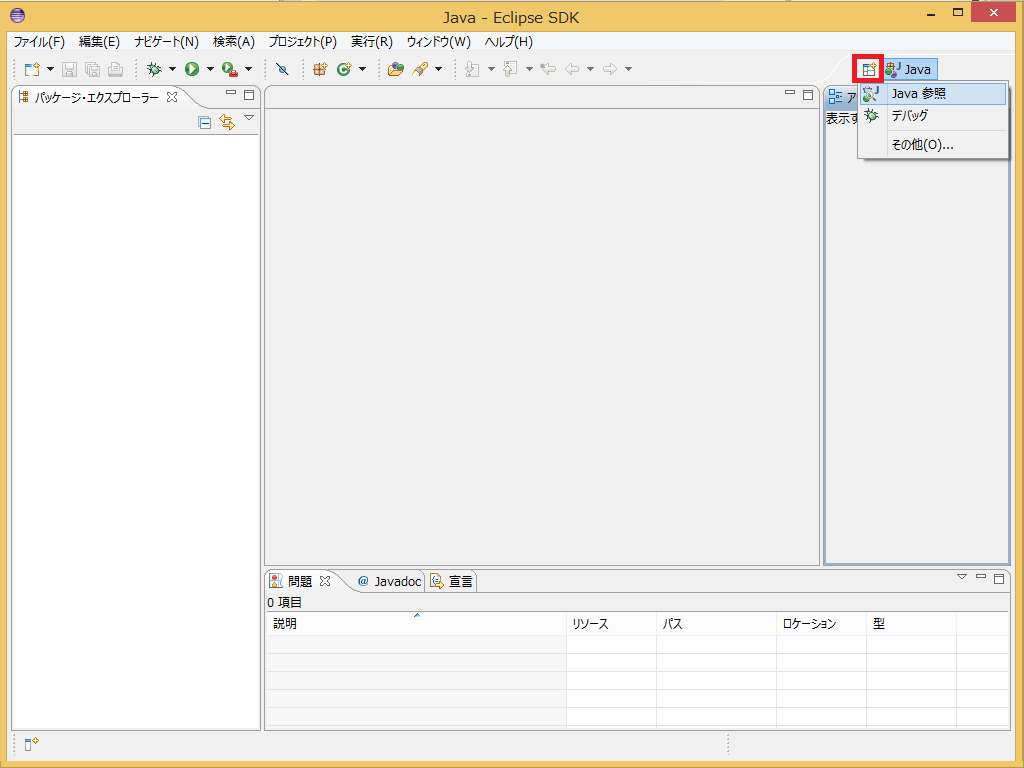 Java - Eclipse SDK
ファイル(F) 編集(E) ナビゲート(N) 検索(A) プロジェクト(P) 実行(R) ウィンドウ(W) ヘルプ(H)
Java
パッケージ・エクスプローラー
ア
Java 参照
表示す
デバッグ
その他(O)...
問題 @ Javadoc 宣言
0 項目
説明 リソース パス ロケーション 型